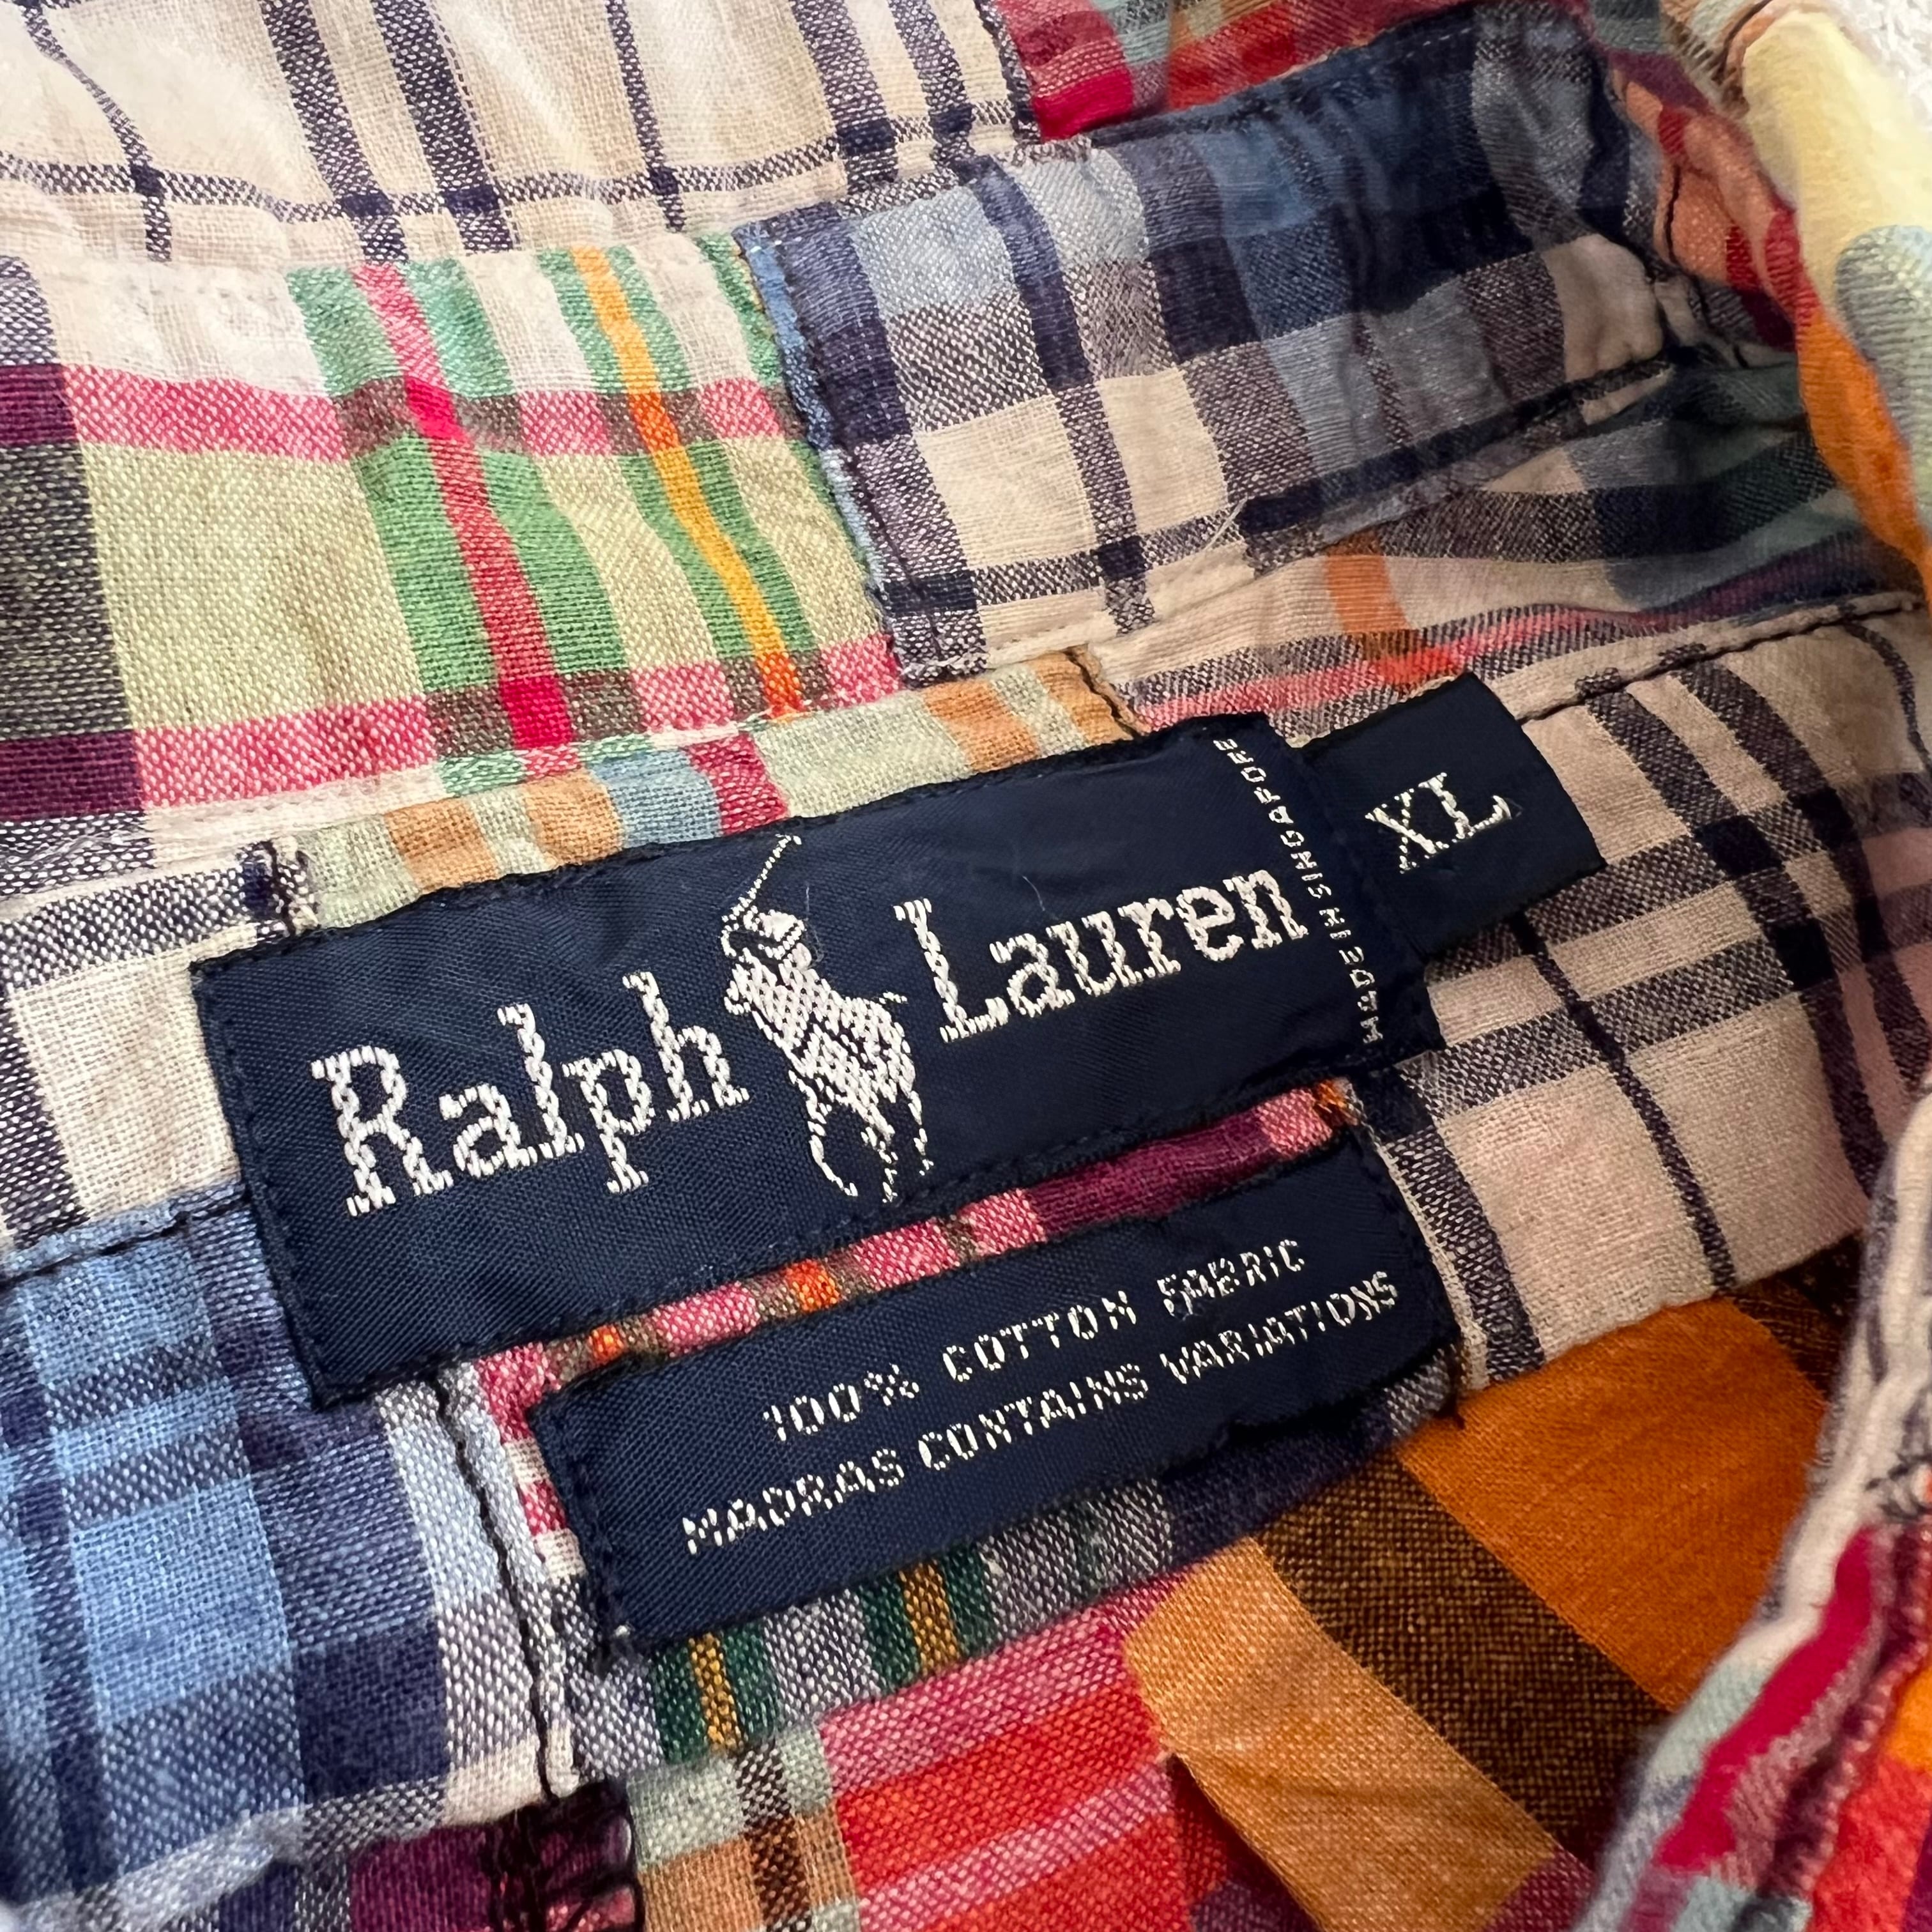 Ralph Lauren
MADE IN SINGAPORE
XL
100% COTTON FABRIC
MADRAS CONTAINS VARIATIONS